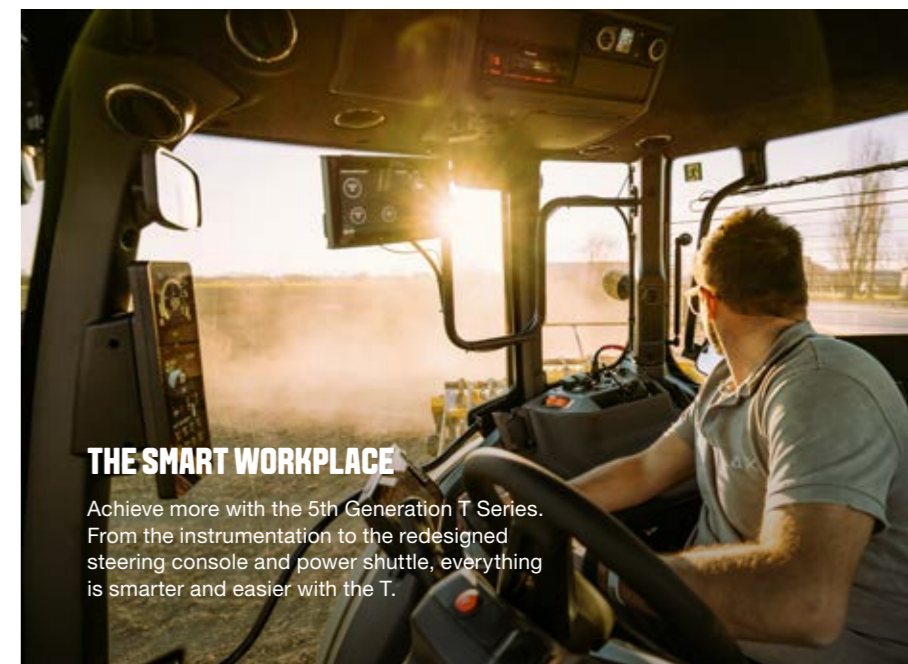 THE SMART WORKPLACE
Achieve more with the 5th Generation T Series.
From the instrumentation to the redesigned
steering console and power shuttle, everything
is smarter and easier with the T.